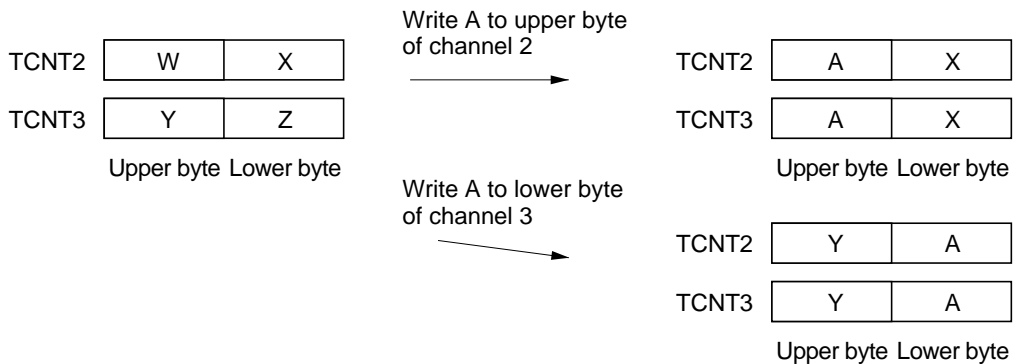 Write A to upper byte
of channel 2
TCNT2 W X
TCNT3 Y Z
Upper byte Lower byte
TCNT2 A X
TCNT3 A X
Upper byte Lower byte
Write A to lower byte
of channel 3
TCNT2 Y A
TCNT3 Y A
Upper byte Lower byte